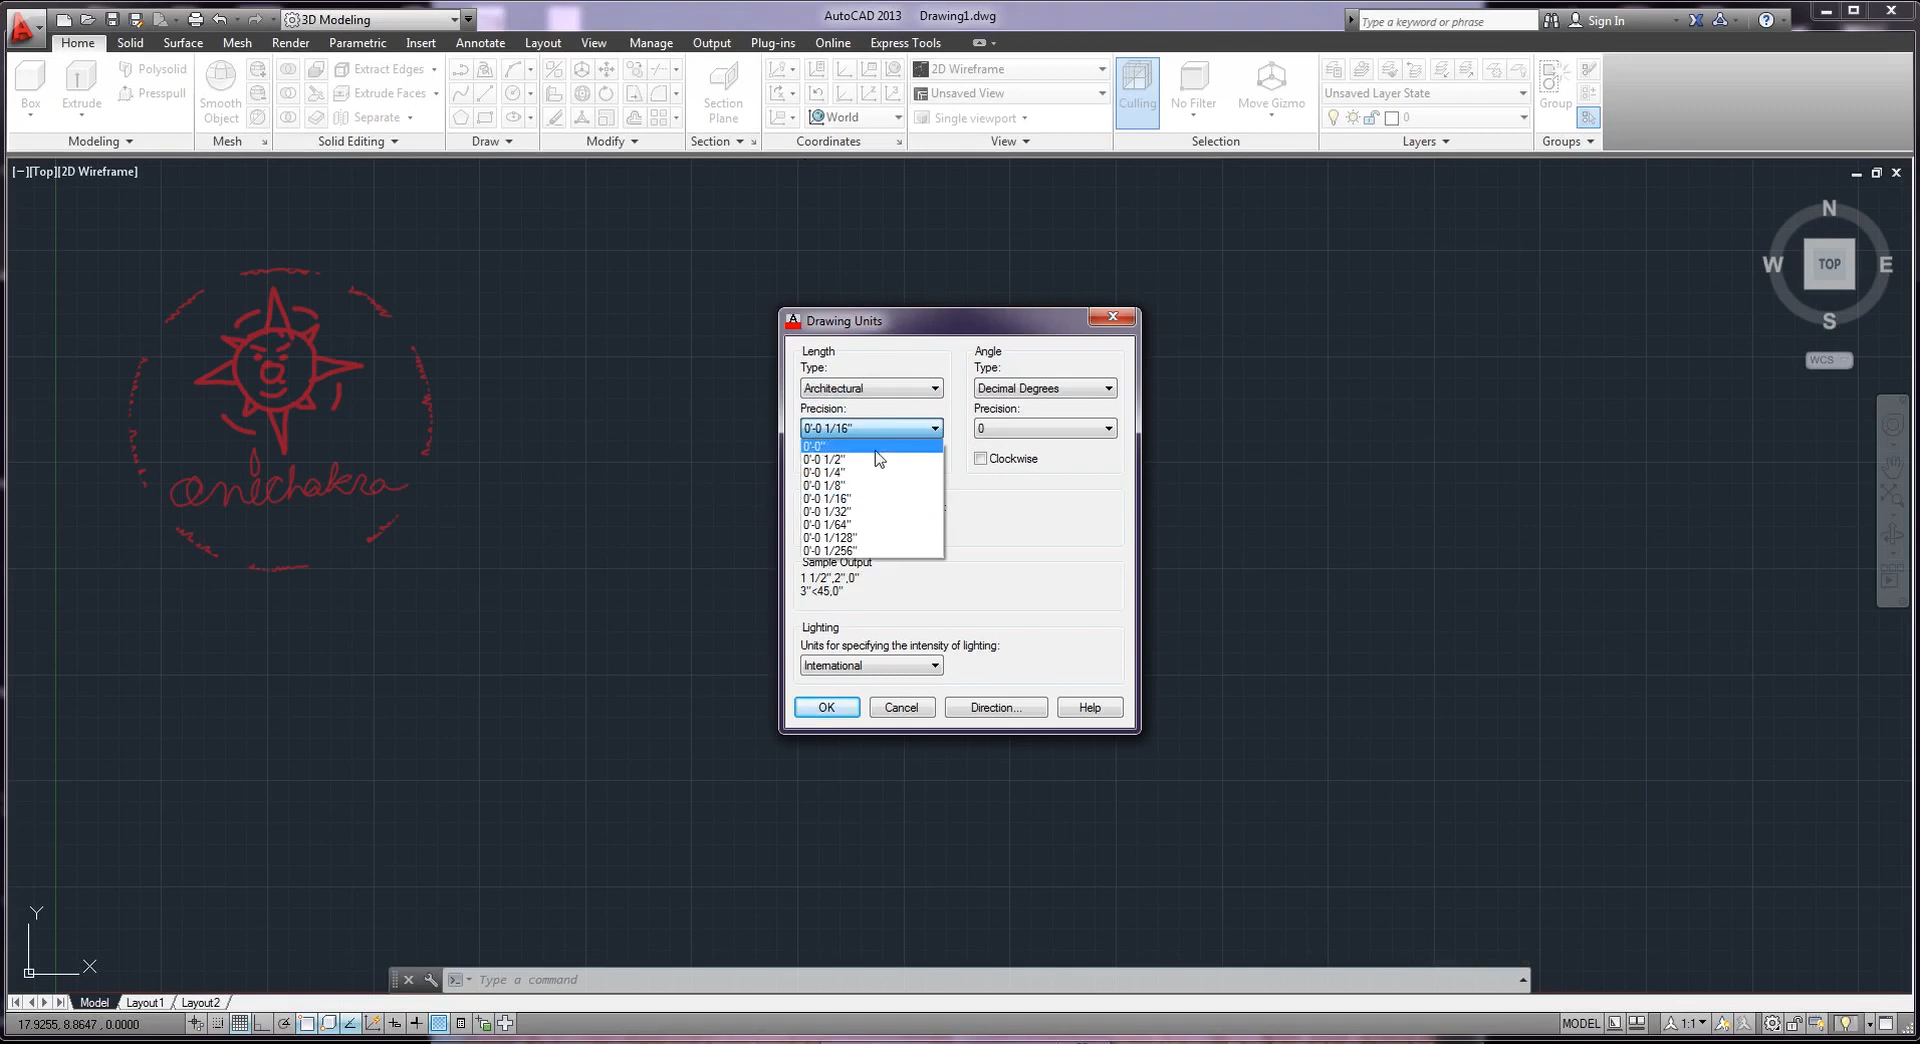 3D Modeling
AutoCAD 2013 Drawing1.dwg
Type a keyword or phrase
Sign In
Home Solid Surface Mesh Render Parametric Insert Annotate Layout View Manage Output Plug-ins Online Express Tools
Box
Extrude
Polysolid
Presspull
Modeling
Smooth
Object
Mesh
Extract Edges
Extrude Faces
Separate
Solid Editing
Draw
Modify
Section
Plane
Section
World
Coordinates
2D Wireframe
Unsaved View
Single viewport
View
Culling
No Filter
Move Gizmo
Selection
Unsaved Layer State
0
Layers
Group
Groups
[−][Top][2D Wireframe]
N
W TOP E
S
WCS
onichakra
Drawing Units
Length
Type:
Architectural
Precision:
0'-0 1/16"
0'-0"
0'-0 1/2"
0'-0 1/4"
0'-0 1/8"
0'-0 1/16"
0'-0 1/32"
0'-0 1/64"
0'-0 1/128"
0'-0 1/256"
Angle
Type:
Decimal Degrees
Precision:
0
Clockwise
Sample Output
1 1/2",2",0"
3"<45,0"
Lighting
Units for specifying the intensity of lighting:
International
OK Cancel Direction... Help
Y
X
Type a command
Model Layout1 Layout2
17.9255, 8.8647 , 0.0000
MODEL
1:1